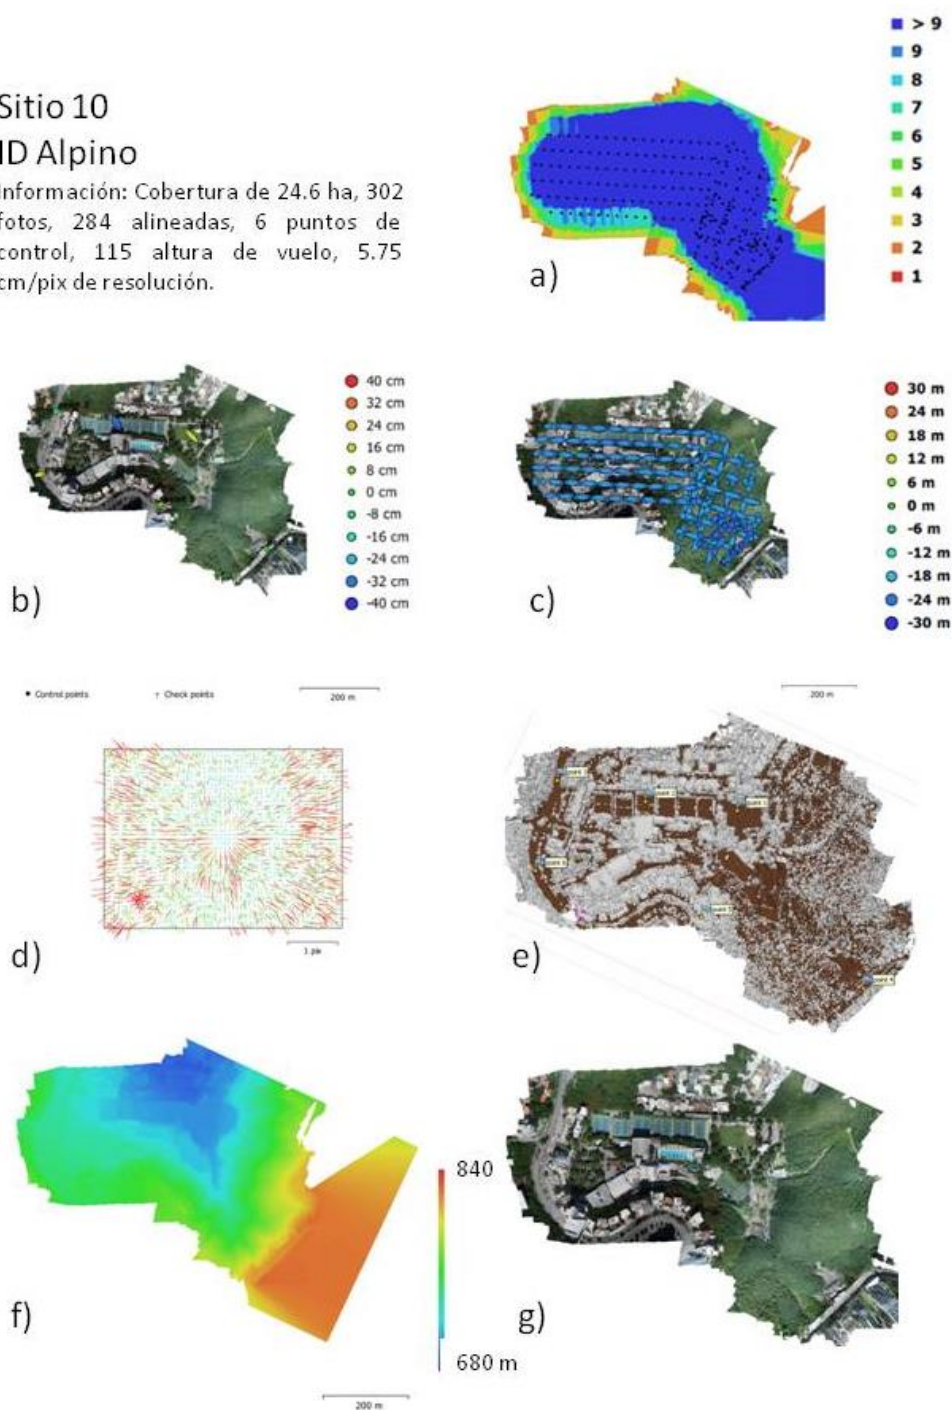 Sitio 10
ID Alpino
Información: Cobertura de 24.6 ha, 302
fotos, 284 alineadas, 6 puntos de
control, 115 altura de vuelo, 5.75
cm/pix de resolución.
> 9
9
8
7
6
5
4
3
2
1
a)
40 cm
32 cm
24 cm
16 cm
8 cm
0 cm
-8 cm
-16 cm
-24 cm
-32 cm
-40 cm
b)
30 m
24 m
18 m
12 m
6 m
0 m
-6 m
-12 m
-18 m
-24 m
-30 m
c)
Control points
Check points
200 m
200 m
1 pix
d)
point 2
e)
840
680 m
f)
g)
200 m